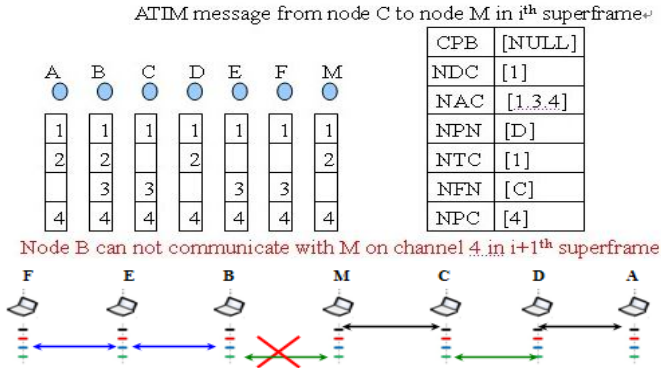 ATIM message from node C to node M in iᵗʰ superframe↵
A B C D E F M
1 1 1 1 1 1 1
2 2 2 2
3 3 3 3
4 4 4 4 4 4 4
CPB [NULL]
NDC [1]
NAC [1.3.4]
NPN [D]
NTC [1]
NFN [C]
NPC [4]
Node B can not communicate with M on channel 4 in i+1ᵗʰ superframe
F E B M C D A